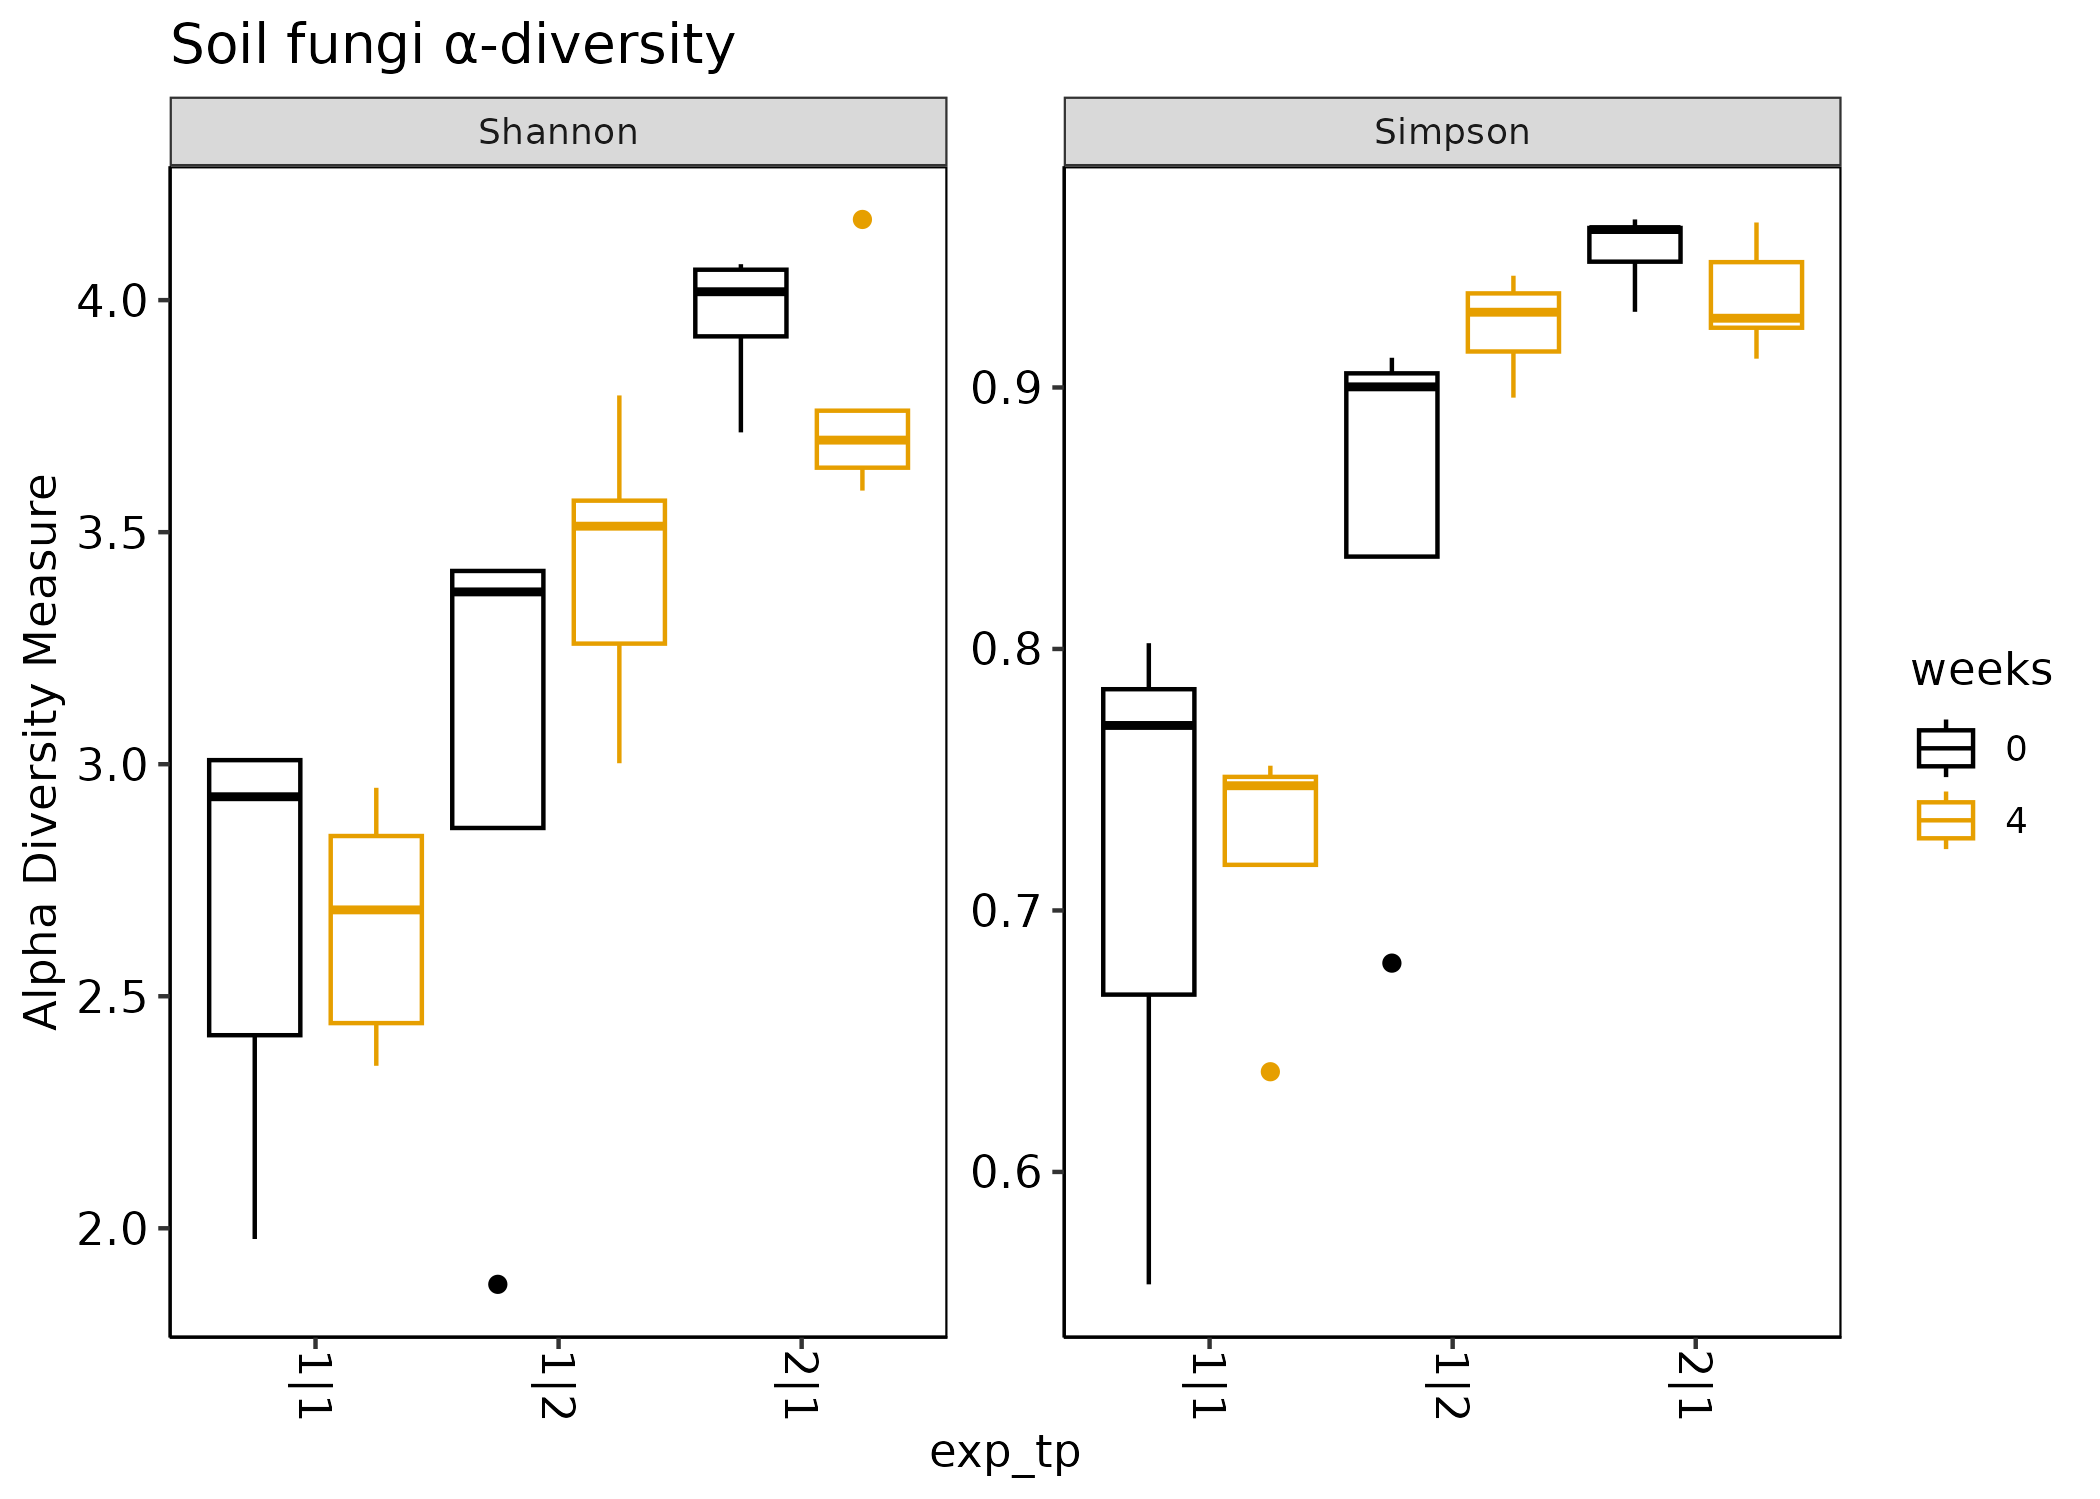 Soil fungi α-diversity
Shannon
Simpson
Alpha Diversity Measure
4.0
3.5
3.0
2.5
2.0
0.9
0.8
0.7
0.6
1|1
1|2
2|1
1|1
1|2
2|1
exp_tp
weeks
0
4